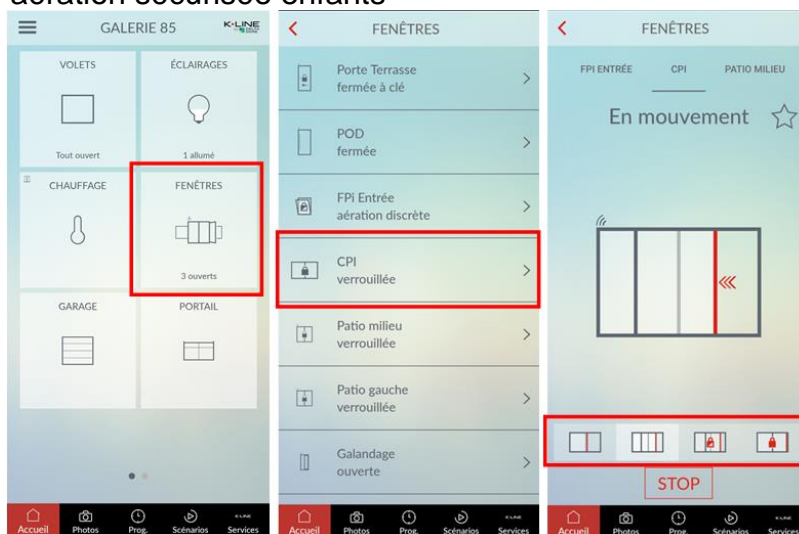 aération sécurisée enfants
GALERIE 85
K-LINE
VOLETS
Tout ouvert
ÉCLAIRAGES
1 allumé
CHAUFFAGE
FENÊTRES
3 ouverts
GARAGE
PORTAIL
Accueil
Photos
Prog.
Scénarios
K-LINE
Services
FENÊTRES
Porte Terrasse
fermée à clé
POD
fermée
FPi Entrée
aération discrète
CPI
verrouillée
Patio milieu
verrouillée
Patio gauche
verrouillée
Galandage
ouverte
Accueil
Photos
Prog.
Scénarios
K-LINE
Services
FENÊTRES
FPI ENTRÉE
CPI
PATIO MILIEU
En mouvement
STOP
Accueil
Photos
Prog.
Scénarios
K-LINE
Services